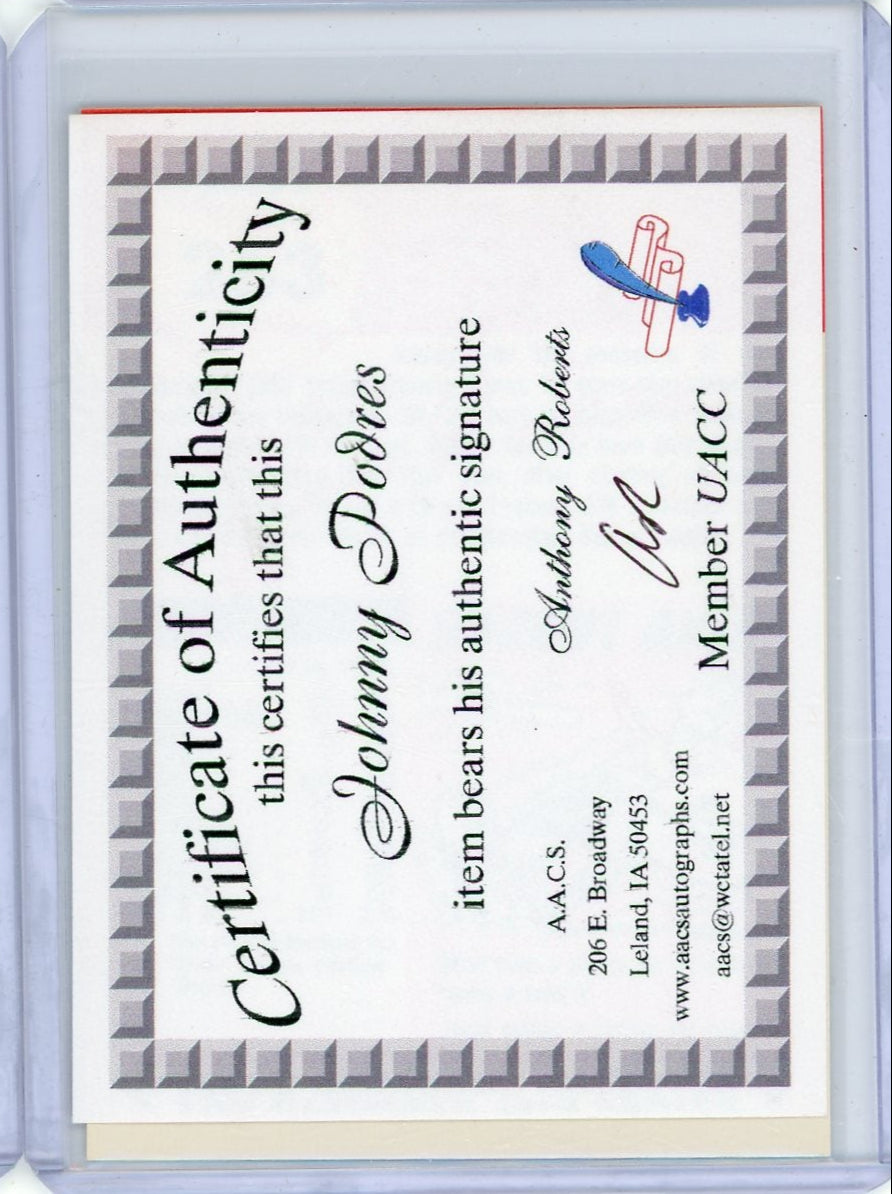 Certificate of Authenticity
this certifies that this
Johnny Podres
item bears his authentic signature
A.A.C.S.
206 E. Broadway
Leland, IA 50453
www.aacsautographs.com
aacs@wctatel.net
Anthony Roberts
AR
Member UACC